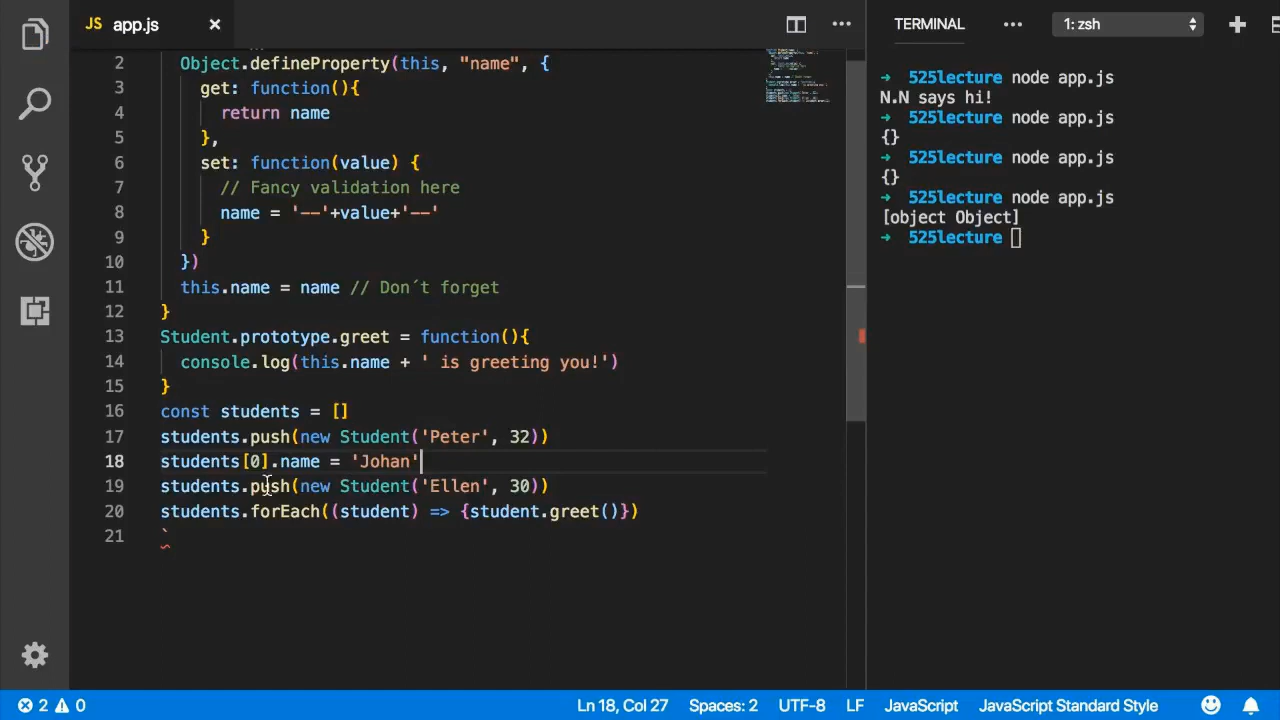 JS app.js ×
TERMINAL
1: zsh
2 Object.defineProperty(this, "name", {
3 get: function(){
4 return name
5 },
6 set: function(value) {
7 // Fancy validation here
8 name = '--'+value+'--'
9 }
10 })
11 this.name = name // Don´t forget
12 }
13 Student.prototype.greet = function(){
14 console.log(this.name + ' is greeting you!')
15 }
16 const students = []
17 students.push(new Student('Peter', 32))
18 students[0].name = 'Johan'
19 students.push(new Student('Ellen', 30))
20 students.forEach((student) => {student.greet()})
21 `
➜ 525lecture node app.js
N.N says hi!
➜ 525lecture node app.js
{}
➜ 525lecture node app.js
{}
➜ 525lecture node app.js
[object Object]
➜ 525lecture
2 0 Ln 18, Col 27 Spaces: 2 UTF-8 LF JavaScript JavaScript Standard Style